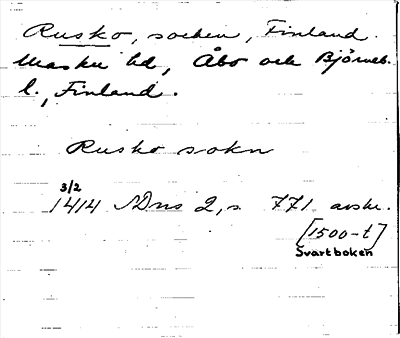 Rusko, socken, Finland.
Masku hd, Åbo och Björneb.
l., Finland.
Rusko sokn
3/2
1414 SDns 2, s. 771. avskr.
[1500-t]
Svartboken